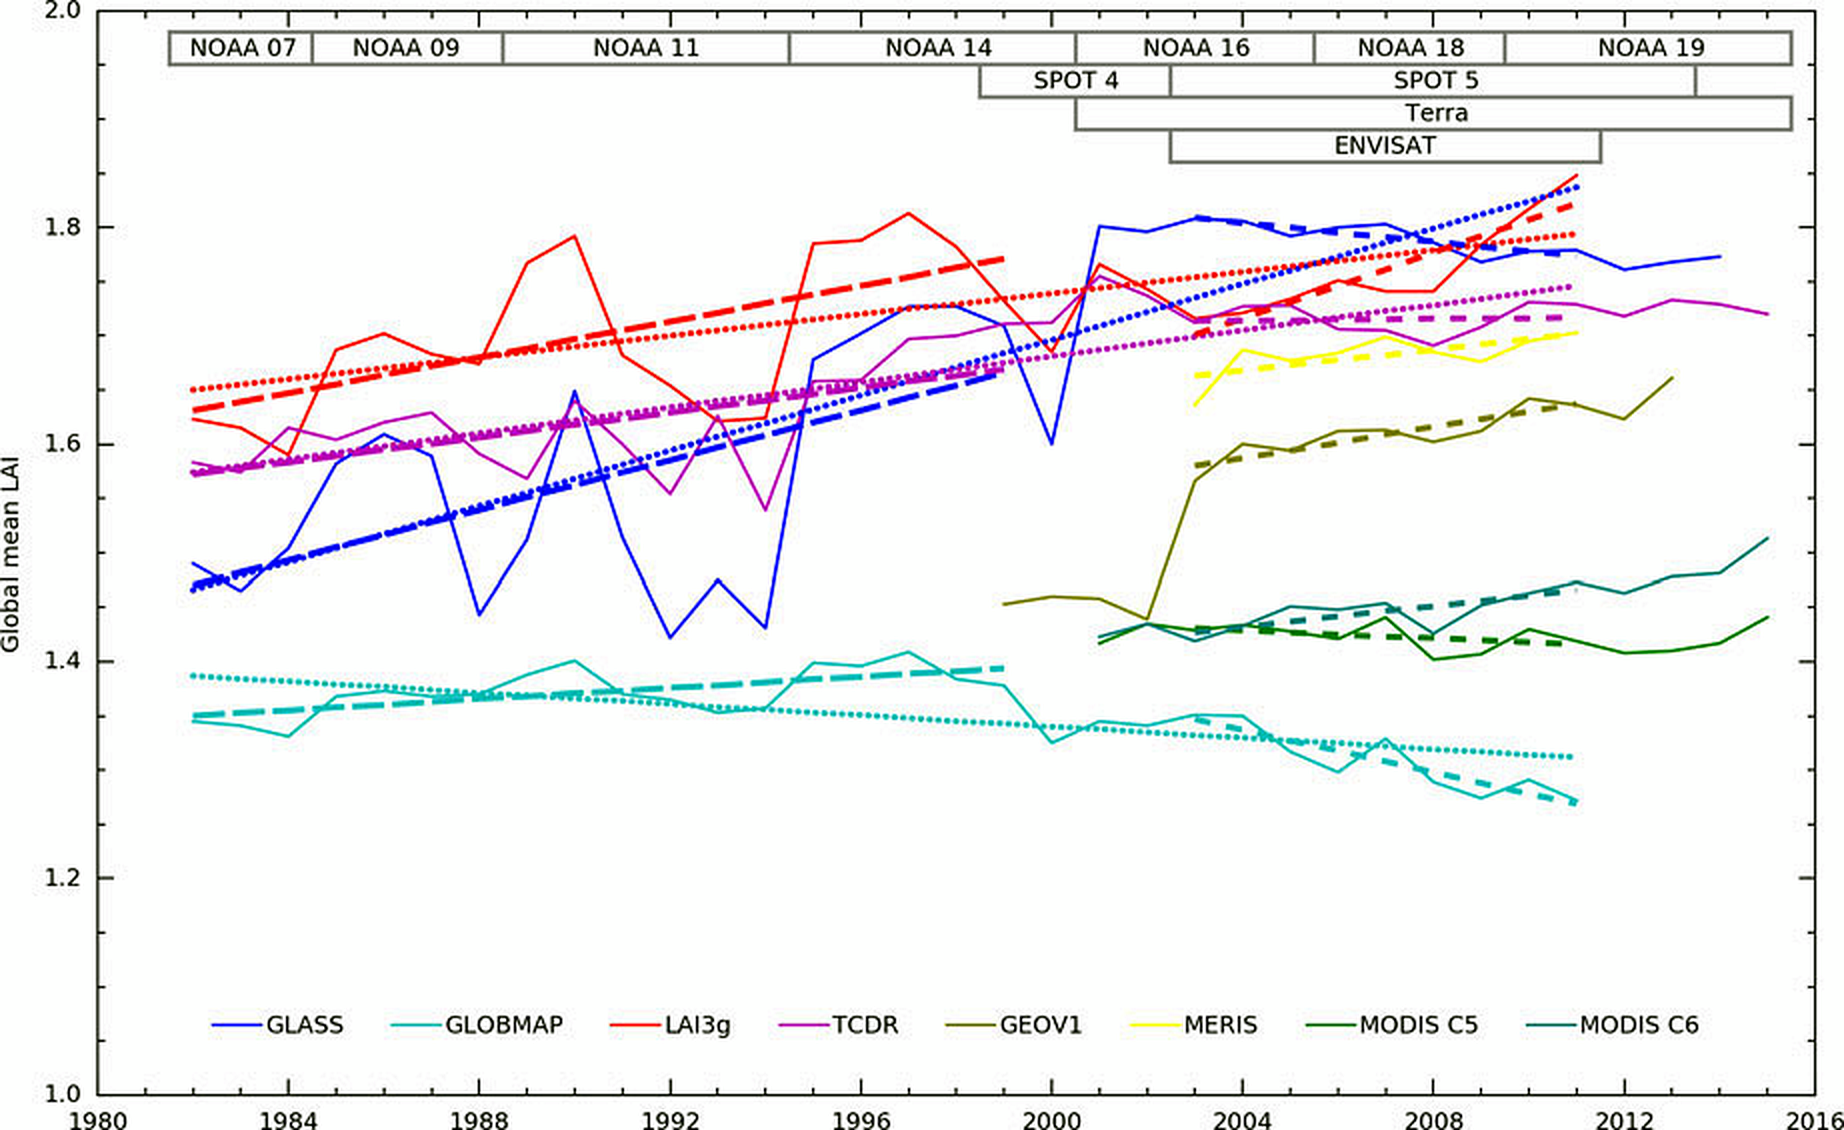 2.0
NOAA 07 NOAA 09 NOAA 11 NOAA 14 NOAA 16 NOAA 18 NOAA 19
SPOT 4 SPOT 5
Terra
ENVISAT
1.8
1.6
1.4
1.2
1.0
Global mean LAI
GLASS GLOBMAP LAI3g TCDR GEOV1 MERIS MODIS C5 MODIS C6
1980 1984 1988 1992 1996 2000 2004 2008 2012 2016